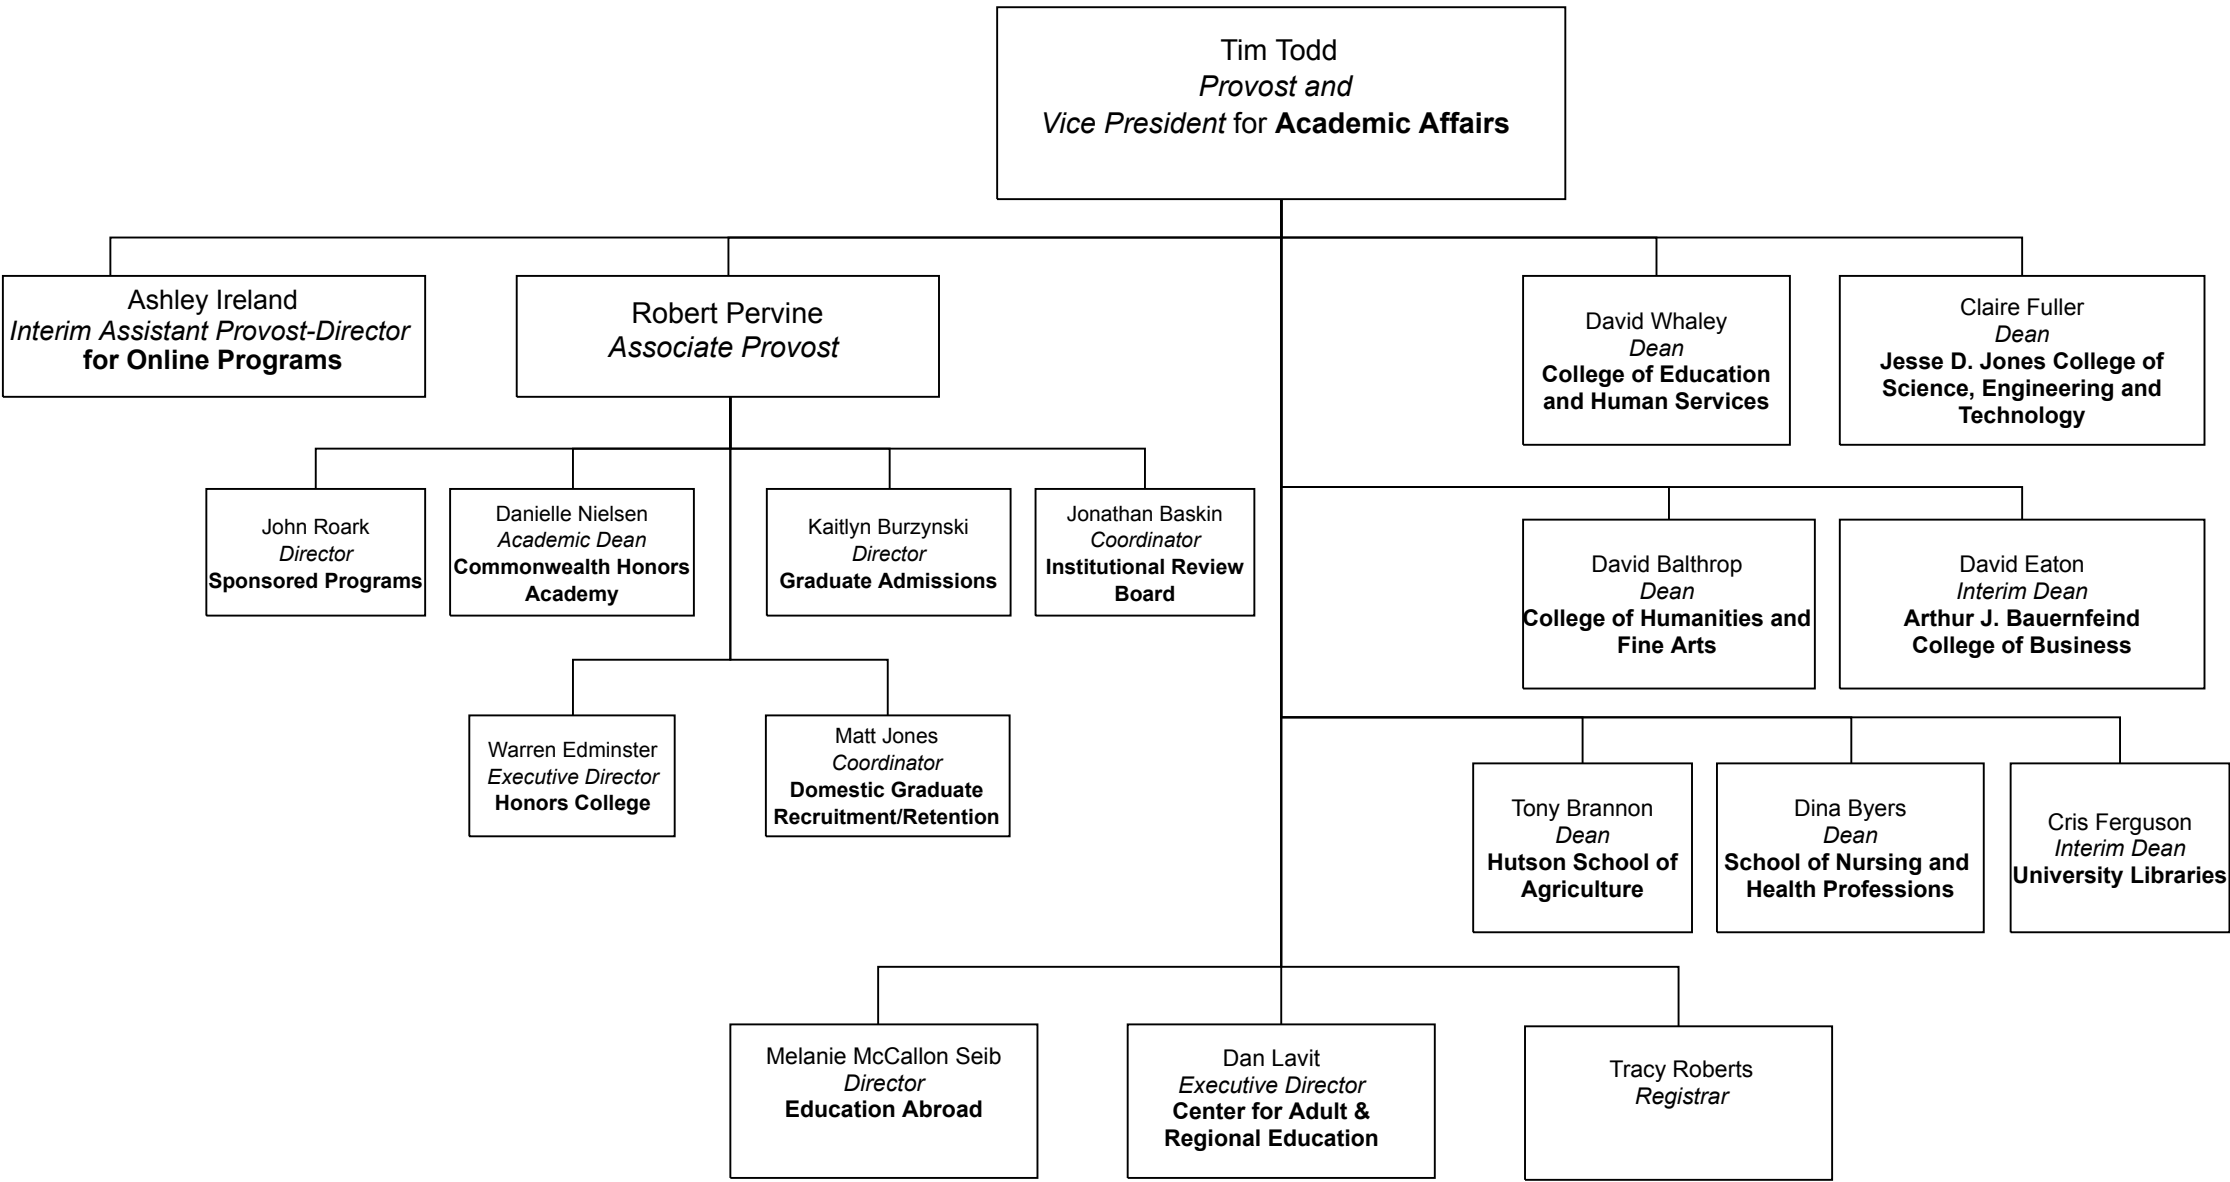 Tim Todd
Provost and
Vice President for Academic Affairs
Ashley Ireland
Interim Assistant Provost-Director
for Online Programs
Robert Pervine
Associate Provost
David Whaley
Dean
College of Education
and Human Services
Claire Fuller
Dean
Jesse D. Jones College of
Science, Engineering and
Technology
John Roark
Director
Sponsored Programs
Danielle Nielsen
Academic Dean
Commonwealth Honors
Academy
Kaitlyn Burzynski
Director
Graduate Admissions
Jonathan Baskin
Coordinator
Institutional Review
Board
David Balthrop
Dean
College of Humanities and
Fine Arts
David Eaton
Interim Dean
Arthur J. Bauernfeind
College of Business
Warren Edminster
Executive Director
Honors College
Matt Jones
Coordinator
Domestic Graduate
Recruitment/Retention
Tony Brannon
Dean
Hutson School of
Agriculture
Dina Byers
Dean
School of Nursing and
Health Professions
Cris Ferguson
Interim Dean
University Libraries
Melanie McCallon Seib
Director
Education Abroad
Dan Lavit
Executive Director
Center for Adult &
Regional Education
Tracy Roberts
Registrar